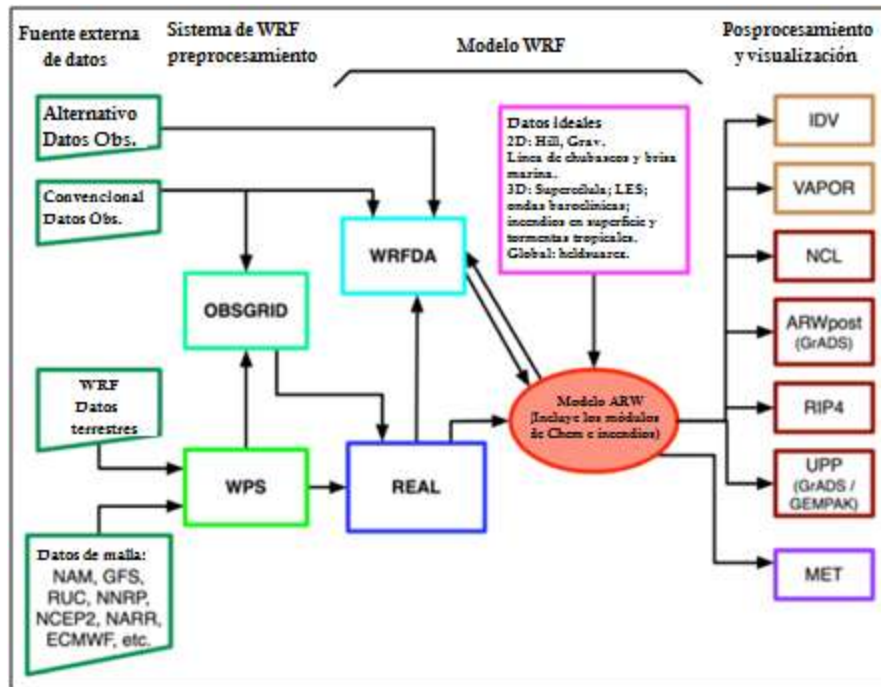 Fuente externa
de datos
Sistema de WRF
preprocesamiento
Modelo WRF
Posprocesamiento
y visualización
Alternativo
Datos Obs.
Convencional
Datos Obs.
WRF
Datos
terrestres
Datos de malla:
NAM, GFS,
RUC, NNRP,
NCEP2, NARR,
ECMWF, etc.
OBSGRID
WPS
WRFDA
REAL
Datos ideales
2D: Hill, Grav.
Línea de chubascos y brisa
marina.
3D: Supercélula; LES;
ondas baroclínicas;
incendios en superficie y
tormentas tropicales.
Global: heldsuarez.
Modelo ARW
(Incluye los módulos
de Chem e incendios)
IDV
VAPOR
NCL
ARWpost
(GrADS)
RIP4
UPP
(GrADS /
GEMPAK)
MET